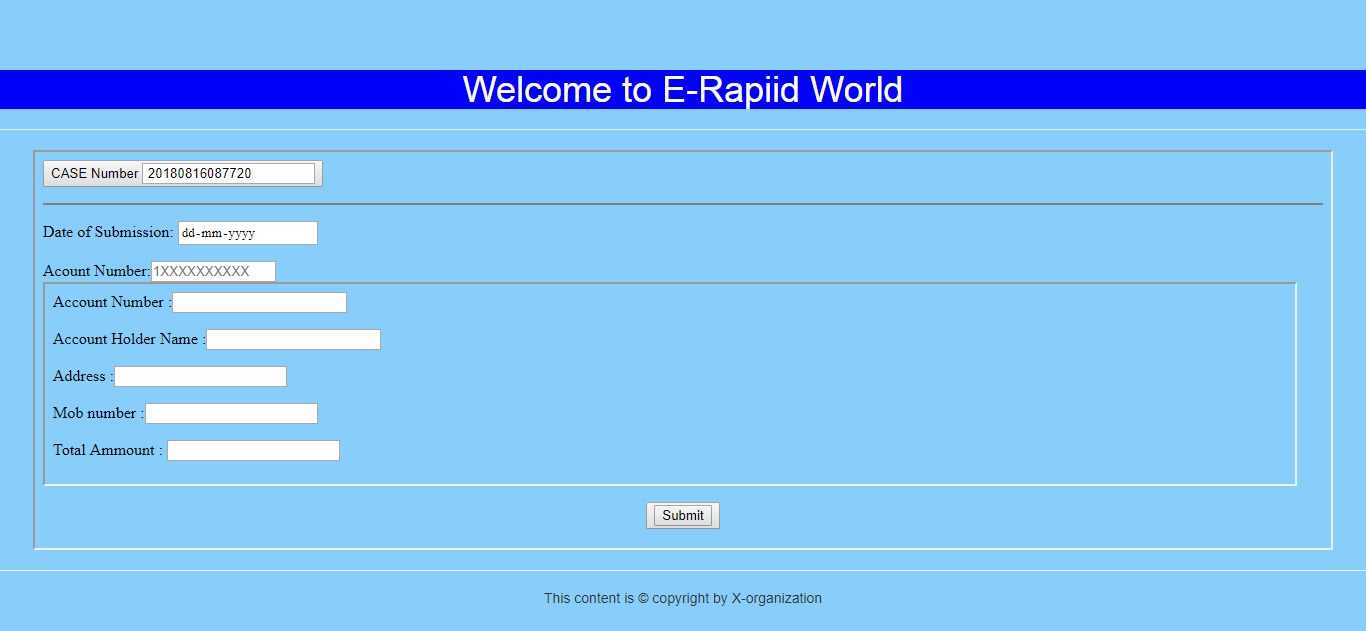 Welcome to E-Rapiid World
CASE Number 20180816087720
Date of Submission: dd-mm-yyyy
Acount Number: 1XXXXXXXXXX
Account Number :
Account Holder Name :
Address :
Mob number :
Total Ammount :
Submit
This content is © copyright by X-organization